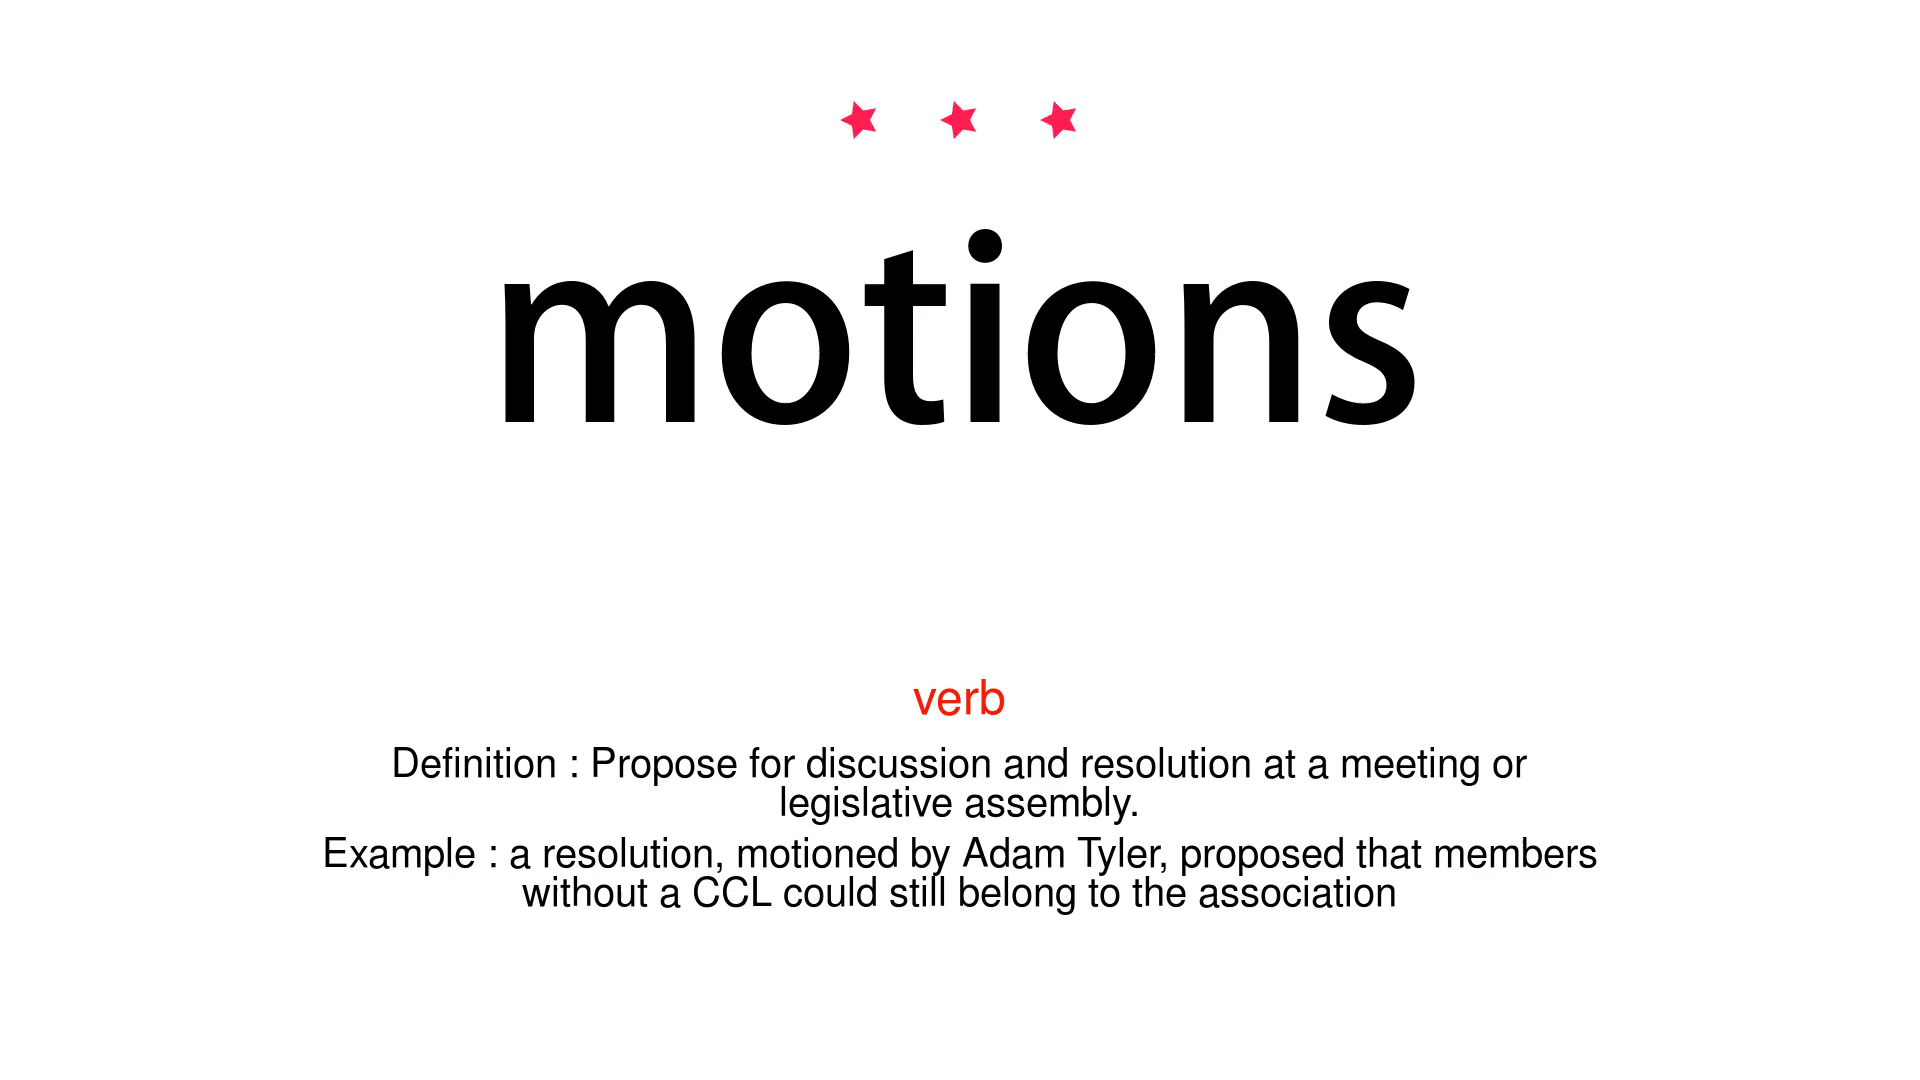 motions
verb
Definition : Propose for discussion and resolution at a meeting or
legislative assembly.
Example : a resolution, motioned by Adam Tyler, proposed that members
without a CCL could still belong to the association